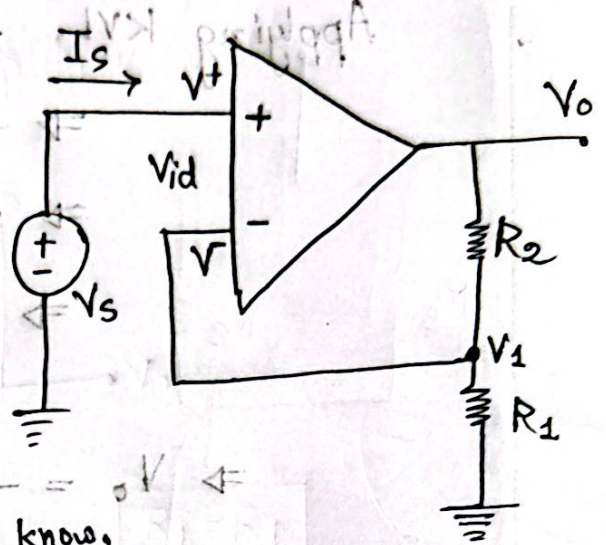 Is
V+
+
Vo
Vid
-
V-
R2
+
-
Vs
V1
R1
know,